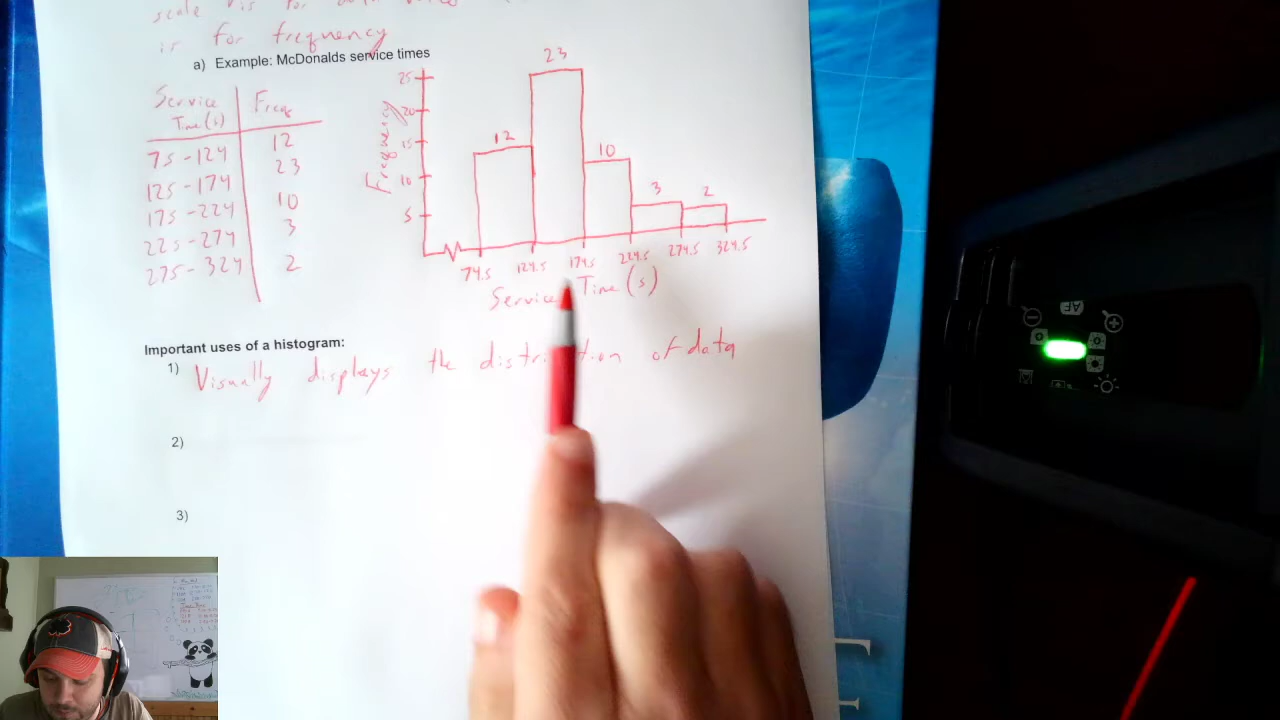 is for frequency
a) Example: McDonalds service times
Service Time(s) Freq
75-124 12
125-174 23
175-224 10
225-274 3
275-324 2
Frequency
25
20
15
10
5
12
23
10
3
2
74.5 124.5 174.5 224.5 274.5 324.5
Service Time (s)
Important uses of a histogram:
1) Visually displays the distribution of data
2)
3)
AF